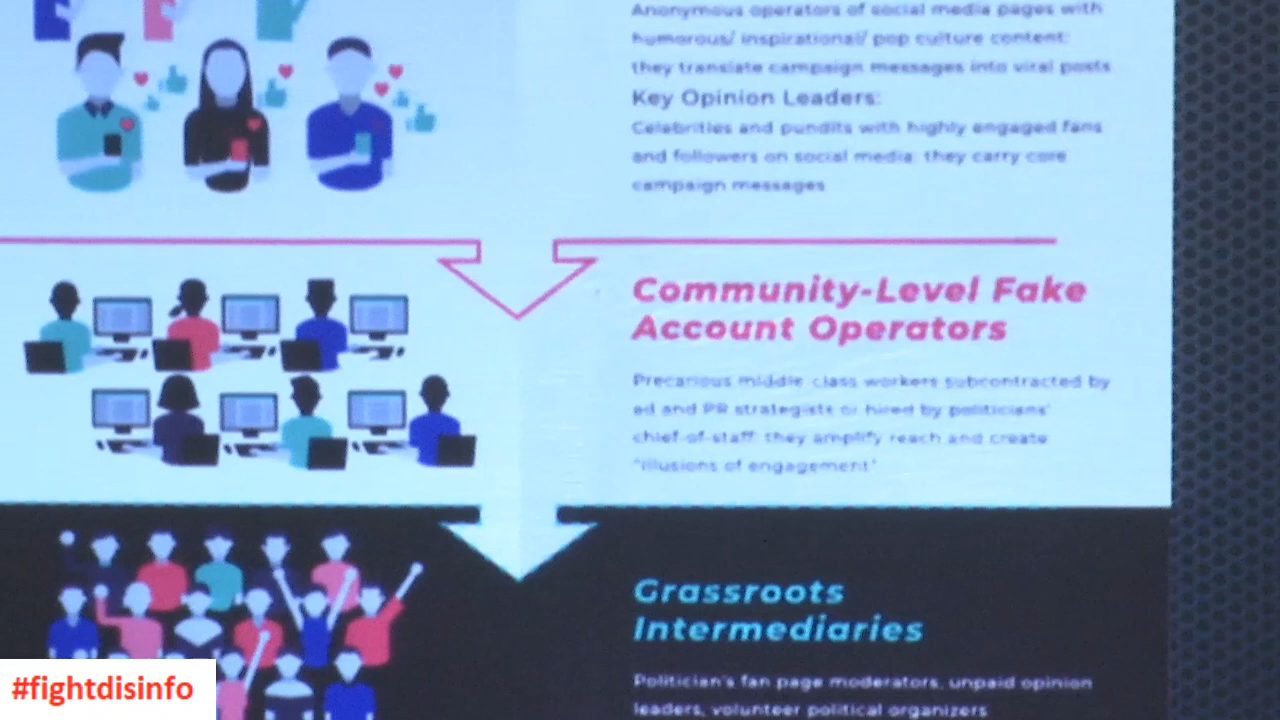 Anonymous operators of social media pages with
humorous/ inspirational/ pop culture content:
they translate campaign messages into viral posts
Key Opinion Leaders:
Celebrities and pundits with highly engaged fans
and followers on social media: they carry core
campaign messages
Community-Level Fake
Account Operators
Precarious middle class workers subcontracted by
ad and PR strategists or hired by politicians'
chief-of-staff: they amplify reach and create
"illusions of engagement"
Grassroots
Intermediaries
Politician's fan page moderators, unpaid opinion
leaders, volunteer political organizers
#fightdisinfo